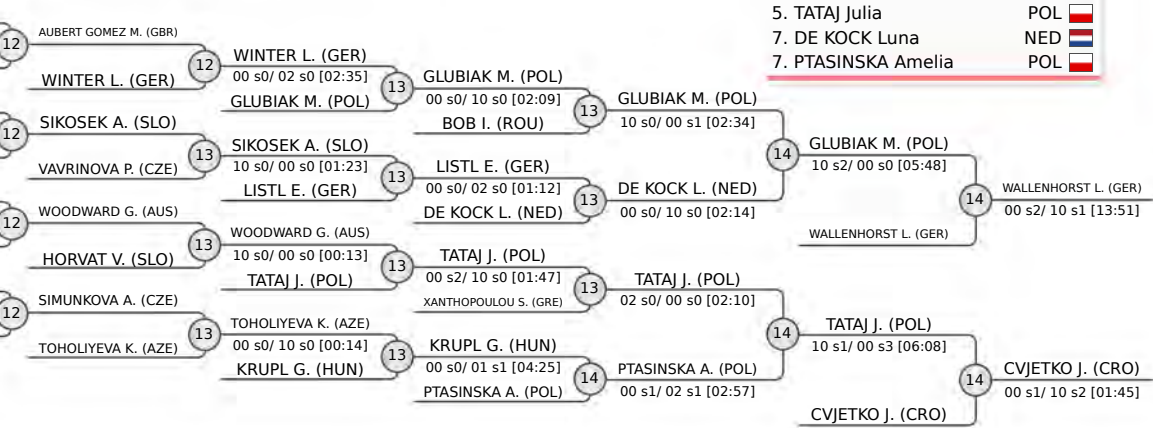 5. TATAJ Julia POL
7. DE KOCK Luna NED
7. PTASINSKA Amelia POL
12
AUBERT GOMEZ M. (GBR)
WINTER L. (GER)
12
SIKOSEK A. (SLO)
VAVRINOVA P. (CZE)
12
WOODWARD G. (AUS)
HORVAT V. (SLO)
12
SIMUNKOVA A. (CZE)
TOHOLIYEVA K. (AZE)
12
WINTER L. (GER)
00 s0/ 02 s0 [02:35]
GLUBIAK M. (POL)
13
SIKOSEK A. (SLO)
10 s0/ 00 s0 [01:23]
LISTL E. (GER)
13
WOODWARD G. (AUS)
10 s0/ 00 s0 [00:13]
TATAJ J. (POL)
13
TOHOLIYEVA K. (AZE)
00 s0/ 10 s0 [00:14]
KRUPL G. (HUN)
13
GLUBIAK M. (POL)
00 s0/ 10 s0 [02:09]
BOB I. (ROU)
13
LISTL E. (GER)
00 s0/ 02 s0 [01:12]
DE KOCK L. (NED)
13
TATAJ J. (POL)
00 s2/ 10 s0 [01:47]
XANTHOPOULOU S. (GRE)
13
KRUPL G. (HUN)
00 s0/ 01 s1 [04:25]
PTASINSKA A. (POL)
13
GLUBIAK M. (POL)
10 s0/ 00 s1 [02:34]
13
DE KOCK L. (NED)
00 s0/ 10 s0 [02:14]
13
TATAJ J. (POL)
02 s0/ 00 s0 [02:10]
14
PTASINSKA A. (POL)
00 s1/ 02 s1 [02:57]
14
GLUBIAK M. (POL)
10 s2/ 00 s0 [05:48]
WALLENHORST L. (GER)
14
TATAJ J. (POL)
10 s1/ 00 s3 [06:08]
CVJETKO J. (CRO)
14
WALLENHORST L. (GER)
00 s2/ 10 s1 [13:51]
14
CVJETKO J. (CRO)
00 s1/ 10 s2 [01:45]